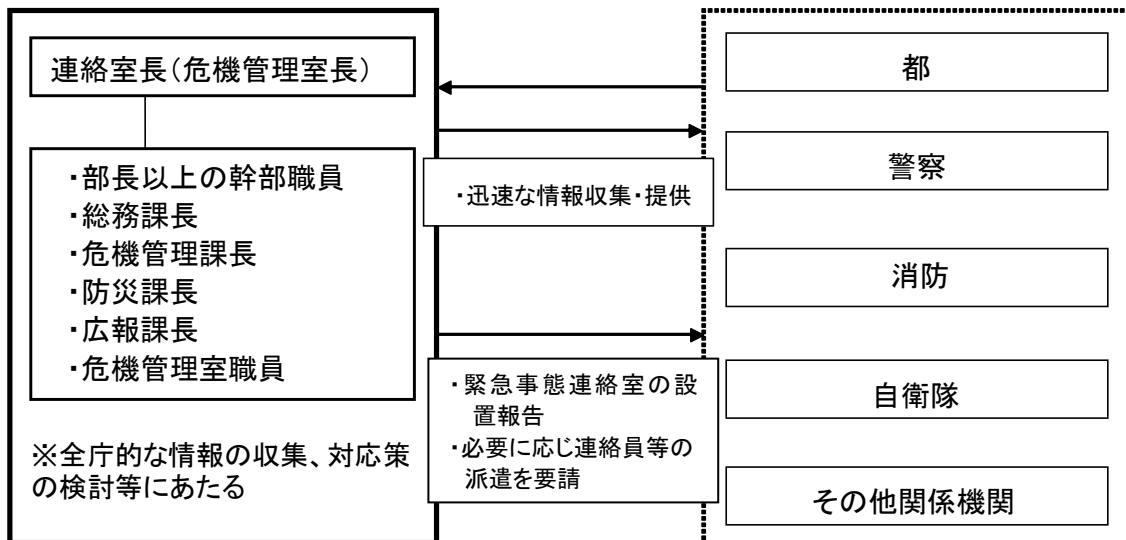 連絡室長(危機管理室長)
・部長以上の幹部職員
・総務課長
・危機管理課長
・防災課長
・広報課長
・危機管理室職員
※全庁的な情報の収集、対応策
の検討等にあたる
・迅速な情報収集・提供
・緊急事態連絡室の設
置報告
・必要に応じ連絡員等の
派遣を要請
都
警察
消防
自衛隊
その他関係機関